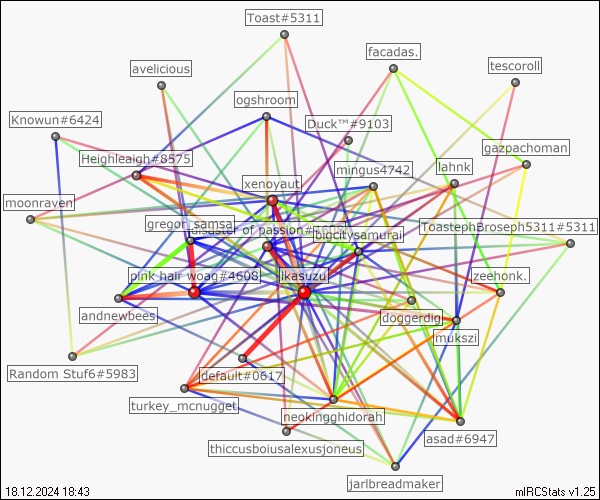 Toast#5311
facadas.
tescoroll
avelicious
ogshroom
Knowun#6424
Duck™#9103
gazpachoman
Heighleaigh#8575
mingus4742
lahnk
xenoyaut
moonraven
gregor_samsa
of passion#
ToastephBroseph5311#5311
bigcitysamurai
pink hair woag#4608
likasuzu
zeehonk.
andnewbees
doggerdig
mukszi
Random Stuf6#5983
default#0617
turkey_mcnugget
neokingghidorah
asad#6947
thiccusboiusalexusjoneus
jarlbreadmaker
18.12.2024 18:43
mIRCStats v1.25